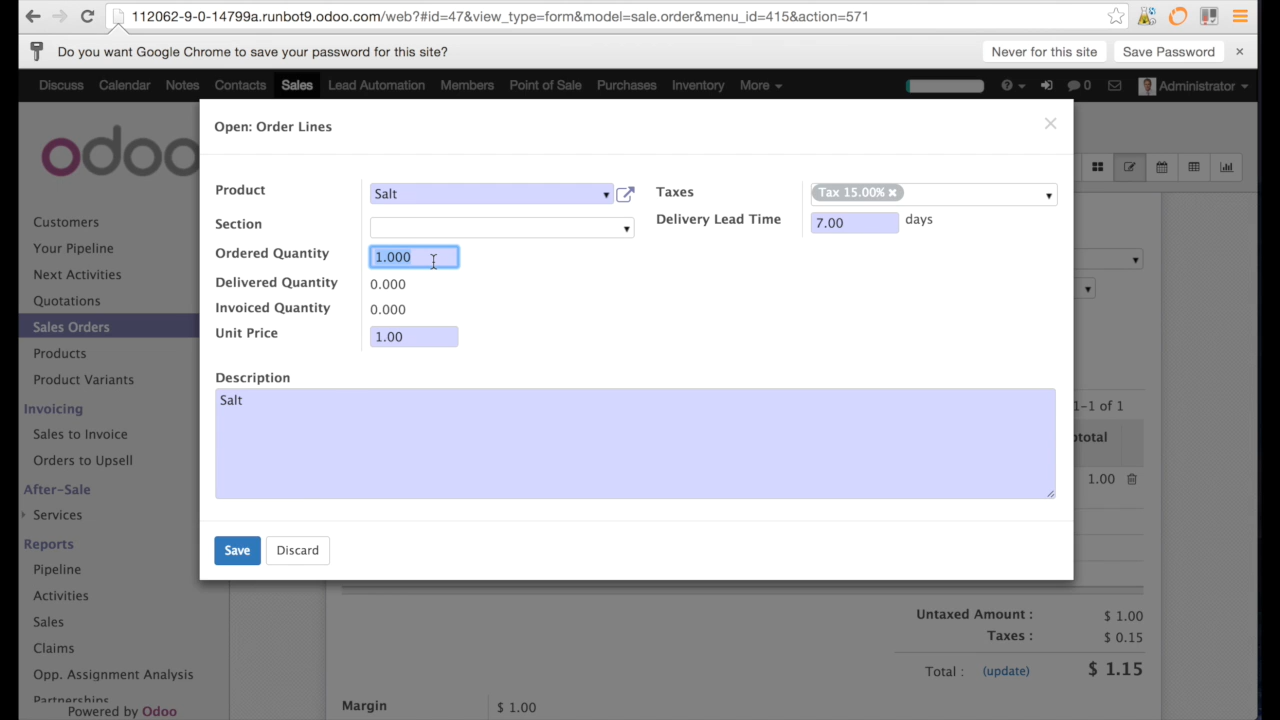 112062-9-0-14799a.runbot9.odoo.com/web?#id=47&view_type=form&model=sale.order&menu_id=415&action=571
Do you want Google Chrome to save your password for this site?
Never for this site
Save Password
Discuss
Calendar
Notes
Contacts
Sales
Lead Automation
Members
Point of Sale
Purchases
Inventory
More
0
Administrator
odoo
Customers
Your Pipeline
Next Activities
Quotations
Sales Orders
Products
Product Variants
Invoicing
Sales to Invoice
Orders to Upsell
After-Sale
Services
Reports
Pipeline
Activities
Sales
Claims
Opp. Assignment Analysis
Partnerships
Powered by Odoo
Open: Order Lines
Product
Salt
Section
Ordered Quantity
1.000
Delivered Quantity
0.000
Invoiced Quantity
0.000
Unit Price
1.00
Taxes
Tax 15.00%
Delivery Lead Time
7.00
days
Description
Salt
Save
Discard
1-1 of 1
btotal
1.00
Untaxed Amount :
$ 1.00
Taxes :
$ 0.15
Total :
(update)
$ 1.15
Margin
$ 1.00